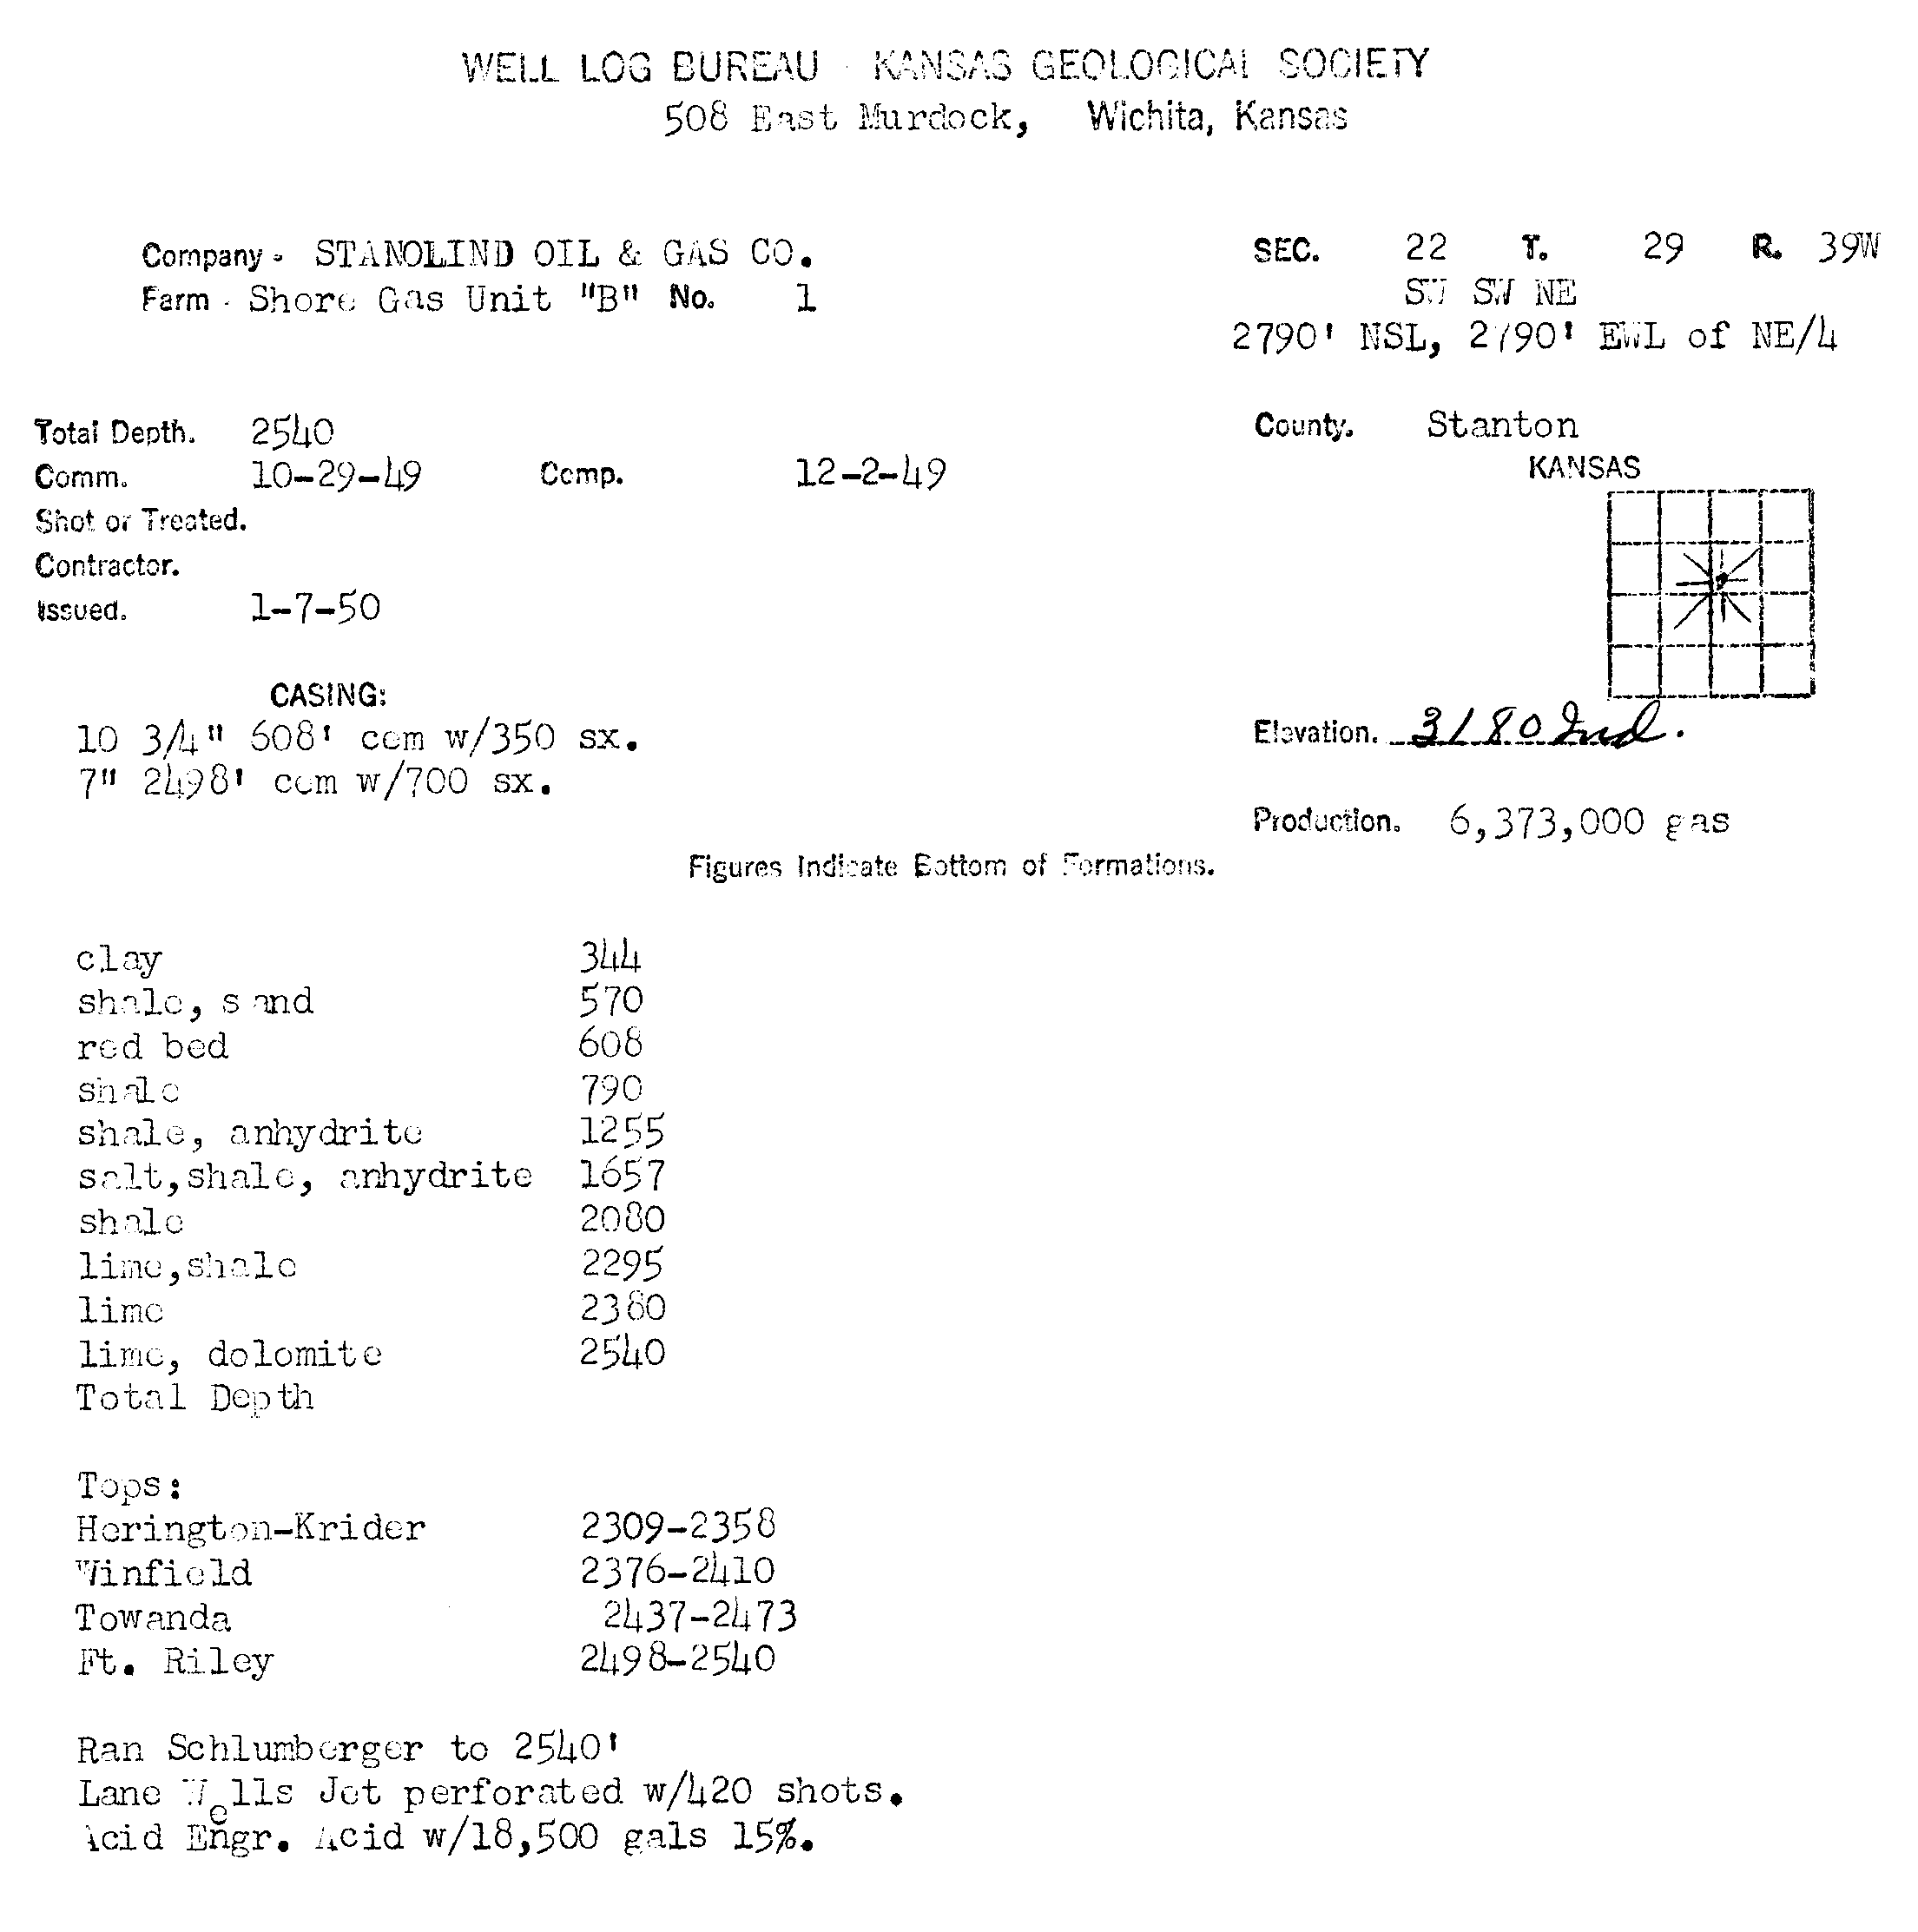 WELL LOG BUREAU - KANSAS GEOLOGICAL SOCIETY
508 East Murdock, Wichita, Kansas
Company - STANOLIND OIL & GAS CO.
Farm - Shore Gas Unit "B" No. 1
SEC. 22 T. 29 R. 39W
SW SW NE
2790' NSL, 2790' EWL of NE/4
Total Depth. 2540
Comm. 10-29-49 Comp. 12-2-49
Shot or Treated.
Contractor.
Issued. 1-7-50
County. Stanton
KANSAS
CASING:
10 3/4" 608' cem w/350 sx.
7" 2498' cem w/700 sx.
Elevation. 3180 Gnd.
Production. 6,373,000 gas
Figures Indicate Bottom of Formations.
clay 344
shale, sand 570
red bed 608
shale 790
shale, anhydrite 1255
salt,shale, anhydrite 1657
shale 2080
lime,shale 2295
lime 2380
lime, dolomite 2540
Total Depth
Tops:
Herington-Krider 2309-2358
Winfield 2376-2410
Towanda 2437-2473
Ft. Riley 2498-2540
Ran Schlumberger to 2540'
Lane Wells Jet perforated w/420 shots.
Acid Engr. Acid w/18,500 gals 15%.